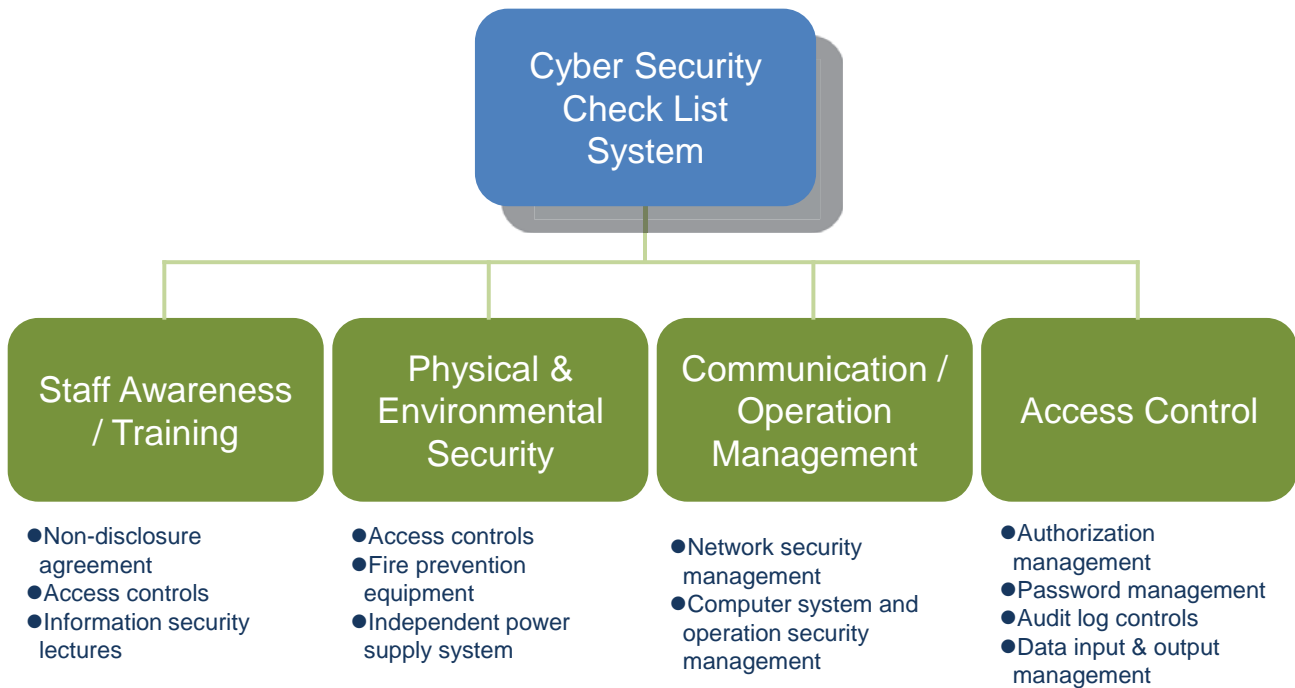 Cyber Security
Check List
System
Staff Awareness
/ Training
Physical &
Environmental
Security
Communication /
Operation
Management
Access Control
●Non-disclosure
agreement
●Access controls
●Information security
lectures
●Access controls
●Fire prevention
equipment
●Independent power
supply system
●Network security
management
●Computer system and
operation security
management
●Authorization
management
●Password management
●Audit log controls
●Data input & output
management